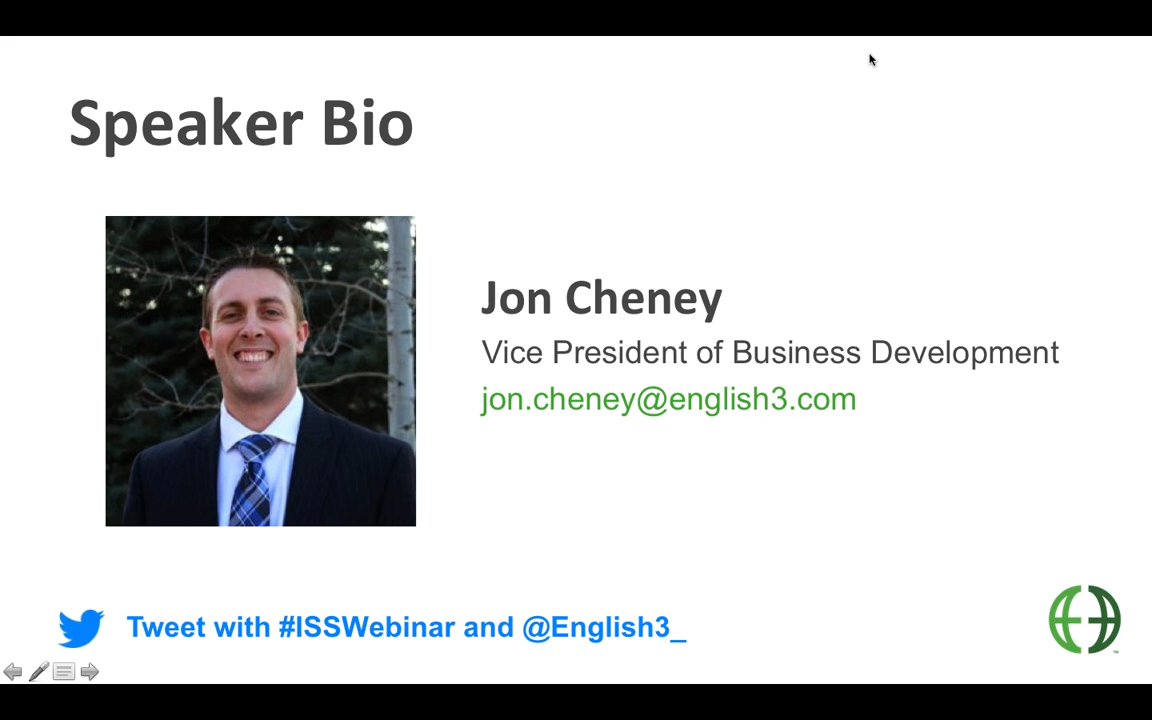 Speaker Bio
Jon Cheney
Vice President of Business Development
jon.cheney@english3.com
Tweet with #ISSWebinar and @English3_